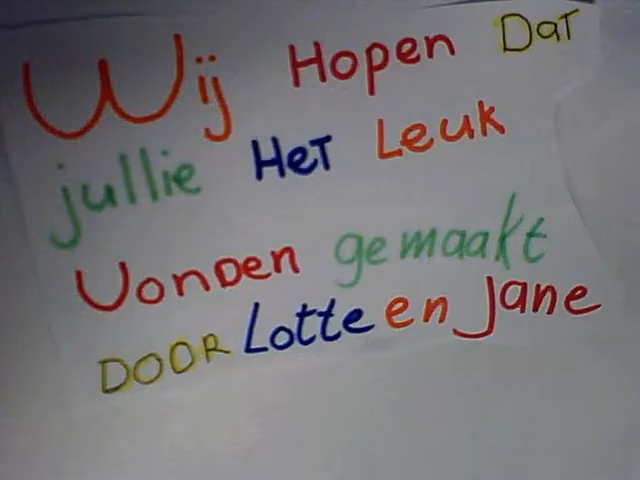 Wij Hopen Dat
jullie Het Leuk
Vonden gemaakt
DOOR Lotte en Jane